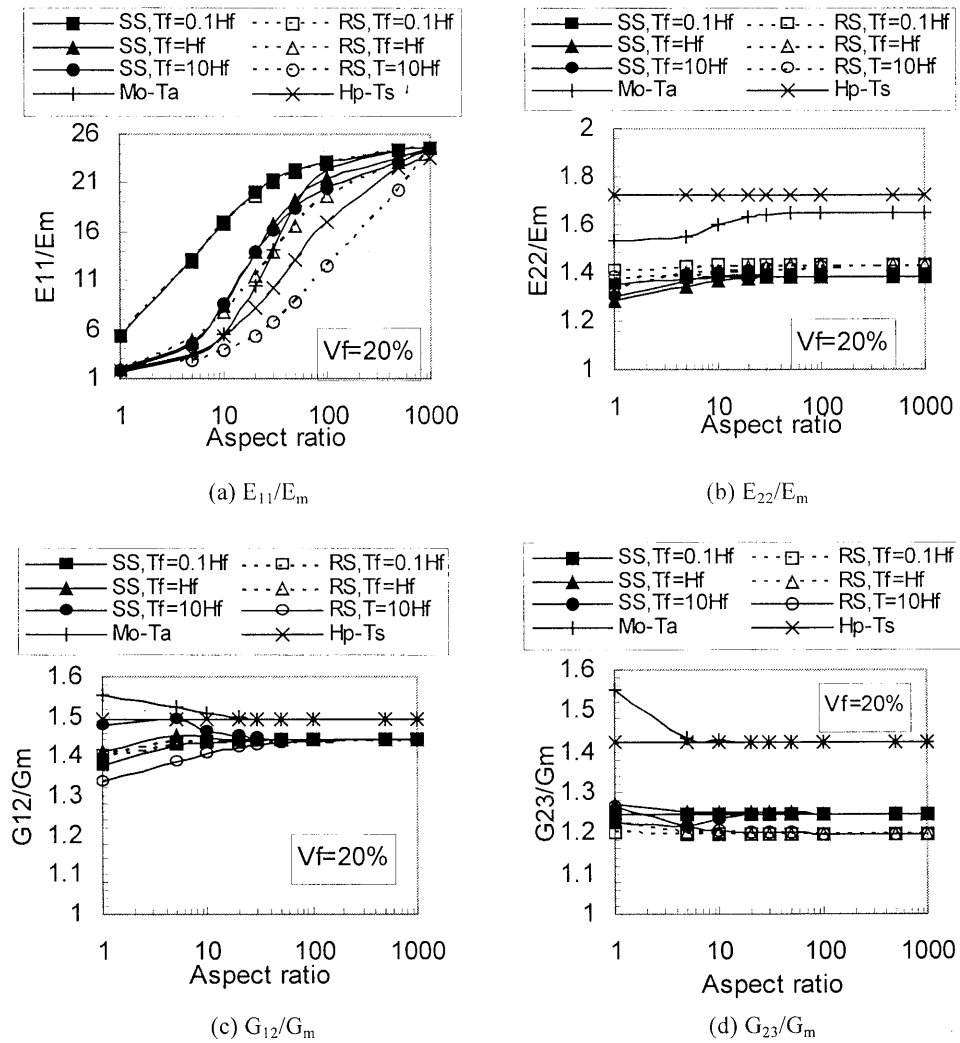 SS,Tf=0.1Hf RS,Tf=0.1Hf
SS,Tf=Hf RS,Tf=Hf
SS,Tf=10Hf RS,T=10Hf
Mo-Ta Hp-Ts
26
21
16
11
6
1
E11/Em
Vf=20%
1 10 100 1000
Aspect ratio
(a) E11/Em
SS,Tf=0.1Hf RS,Tf=0.1Hf
SS,Tf=Hf RS,Tf=Hf
SS,Tf=10Hf RS,T=10Hf
Mo-Ta Hp-Ts
2
1.8
1.6
1.4
1.2
1
E22/Em
Vf=20%
1 10 100 1000
Aspect ratio
(b) E22/Em
SS,Tf=0.1Hf RS,Tf=0.1Hf
SS,Tf=Hf RS,Tf=Hf
SS,Tf=10Hf RS,T=10Hf
Mo-Ta Hp-Ts
1.6
1.5
1.4
1.3
1.2
1.1
1
G12/Gm
Vf=20%
1 10 100 1000
Aspect ratio
(c) G12/Gm
SS,Tf=0.1Hf RS,Tf=0.1Hf
SS,Tf=Hf RS,Tf=Hf
SS,Tf=10Hf RS,T=10Hf
Mo-Ta Hp-Ts
1.6
1.5
1.4
1.3
1.2
1.1
1
G23/Gm
Vf=20%
1 10 100 1000
Aspect ratio
(d) G23/Gm